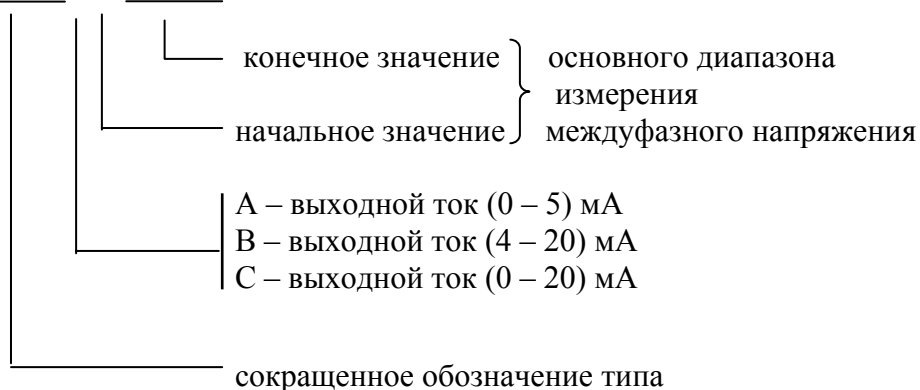 конечное значение основного диапазона
измерения
начальное значение междуфазного напряжения
А – выходной ток (0 – 5) мА
В – выходной ток (4 – 20) мА
С – выходной ток (0 – 20) мА
сокращенное обозначение типа